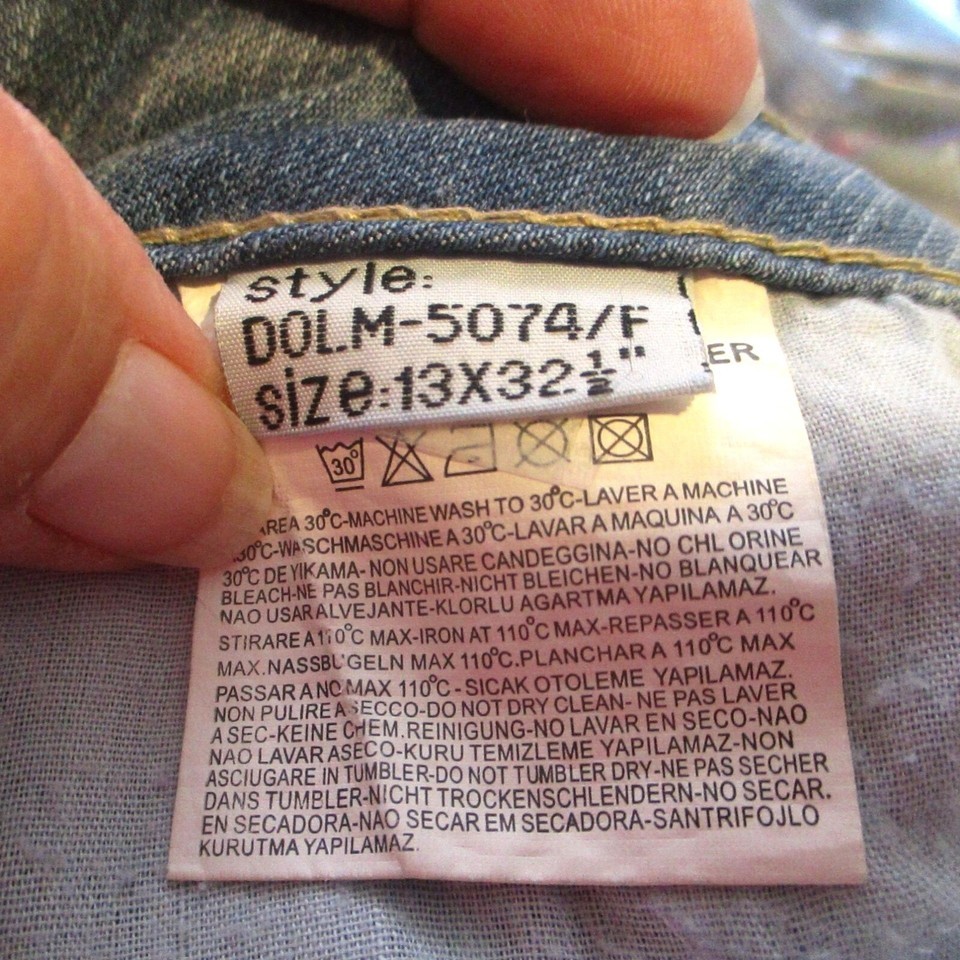 style:
DOLM-5074/F
size:13X32½"
ER
30°
30°C-MACHINE WASH TO 30°C-LAVER A MACHINE
30°C-WASCHMASCHINE A 30°C-LAVAR A MAQUINA A 30°C
30°C DE YIKAMA- NON USARE CANDEGGINA-NO CHL ORINE
BLEACH-NE PAS BLANCHIR-NICHT BLEICHEN-NO BLANQUEAR
NAO USAR ALVEJANTE-KLORLU AGARTMA YAPILAMAZ.
STIRARE A 110°C MAX-IRON AT 110°C MAX-REPASSER A 110°C
MAX.NASSBUGELN MAX 110°C.PLANCHAR A 110°C MAX
PASSAR A NO MAX 110°C - SICAK OTOLEME YAPILAMAZ.
NON PULIRE A SECCO-DO NOT DRY CLEAN- NE PAS LAVER
A SEC-KEINE CHEM.REINIGUNG-NO LAVAR EN SECO-NAO
NAO LAVAR ASECO-KURU TEMIZLEME YAPILAMAZ-NON
ASCIUGARE IN TUMBLER-DO NOT TUMBLER DRY-NE PAS SECHER
DANS TUMBLER-NICHT TROCKENSCHLENDERN-NO SECAR.
EN SECADORA-NAO SECAR EM SECADORA-SANTRIFOJLO
KURUTMA YAPILAMAZ.